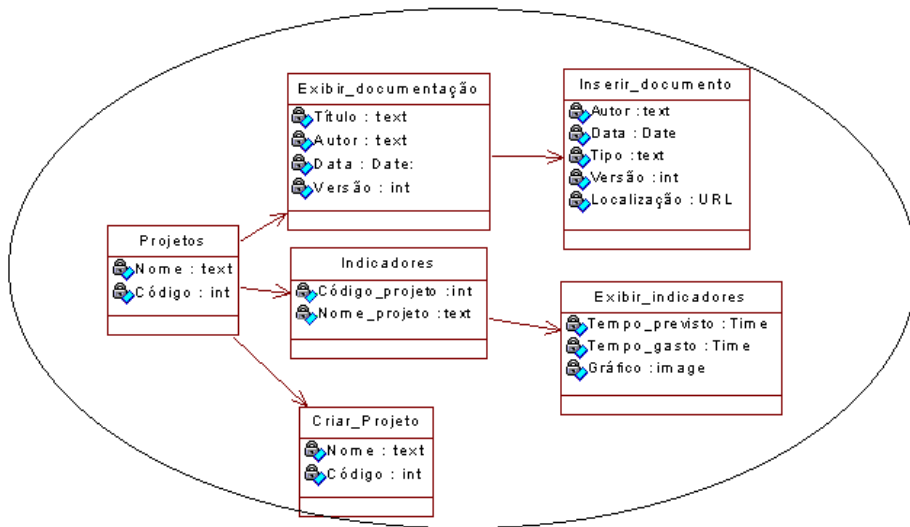 Exibir_documentação
Título : text
Autor : text
Data : Date:
Versão : int
Inserir_documento
Autor : text
Data : Date
Tipo : text
Versão : int
Localização : URL
Projetos
Nome : text
Código : int
Indicadores
Código_projeto : int
Nome_projeto : text
Exibir_indicadores
Tempo_previsto : Time
Tempo_gasto : Time
Gráfico : image
Criar_Projeto
Nome : text
Código : int